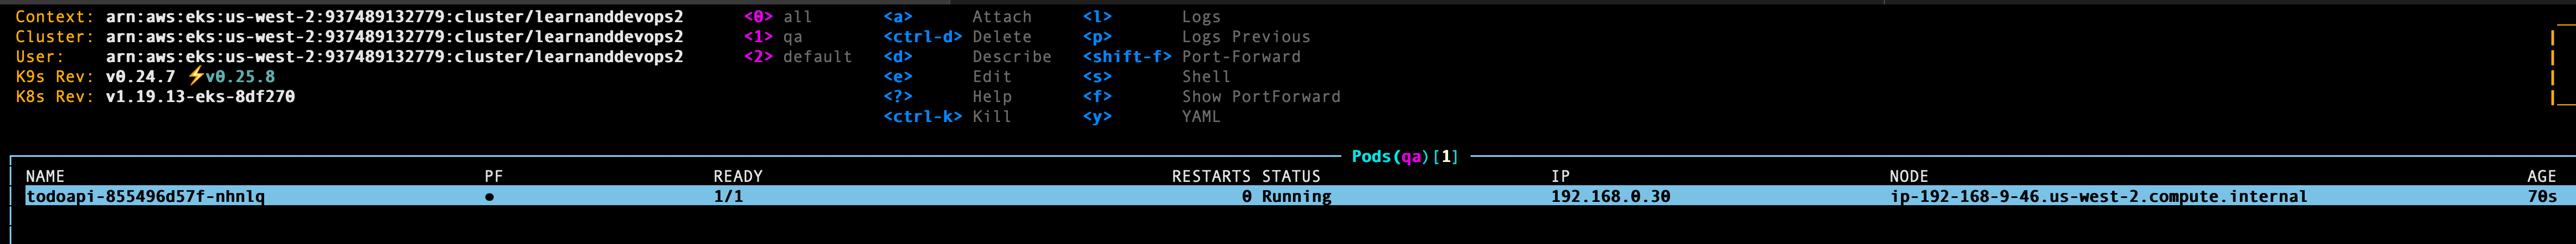 Context: arn:aws:eks:us-west-2:937489132779:cluster/learnanddevops2 <0> all <a> Attach <l> Logs
Cluster: arn:aws:eks:us-west-2:937489132779:cluster/learnanddevops2 <1> qa <ctrl-d> Delete <p> Logs Previous
User: arn:aws:eks:us-west-2:937489132779:cluster/learnanddevops2 <2> default <d> Describe <shift-f> Port-Forward
K9s Rev: v0.24.7 ⚡v0.25.8 <e> Edit <s> Shell
K8s Rev: v1.19.13-eks-8df270 <?> Help <f> Show PortForward
<ctrl-k> Kill <y> YAML
Pods(qa)[1]
NAME PF READY RESTARTS STATUS IP NODE AGE
todoapi-855496d57f-nhnlq ● 1/1 0 Running 192.168.0.30 ip-192-168-9-46.us-west-2.compute.internal 70s